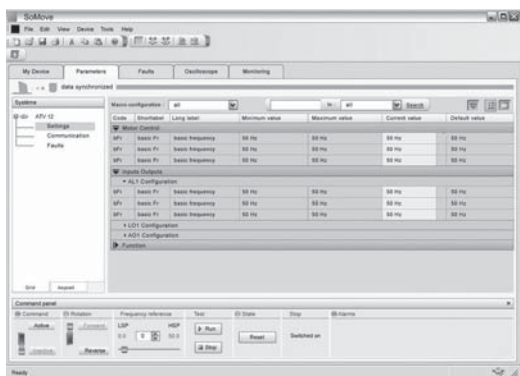 SoMove
File Edit View Device Tools Help
My Device Parameters Faults Oscilloscope Monitoring
data synchronized
Système
Macro-configuration : all in : all Search
ATV 12
Settings
Communication
Faults
Code Shortlabel Long label Minimum value Maximum value Current value Default value
Motor Control
bFr basic Fr basic frequency 50 Hz 50 Hz 50 Hz 50 Hz
bFr basic Fr basic frequency 50 Hz 50 Hz 50 Hz 50 Hz
bFr basic Fr basic frequency 50 Hz 50 Hz 50 Hz 50 Hz
Inputs Outputs
AL1 Configuration
bFr basic Fr basic frequency 50 Hz 50 Hz 50 Hz 50 Hz
bFr basic Fr basic frequency 50 Hz 50 Hz 50 Hz 50 Hz
bFr basic Fr basic frequency 50 Hz 50 Hz 50 Hz 50 Hz
LO1 Configuration
AO1 Configuration
Function
Grid keypad
Command panel
Command Rotation Frequency reference Test State Stop Alarms
Active Forward LSP HSP Run
0.0 0 50.0 Reset Switched on
Inactive Reverse Stop
Ready